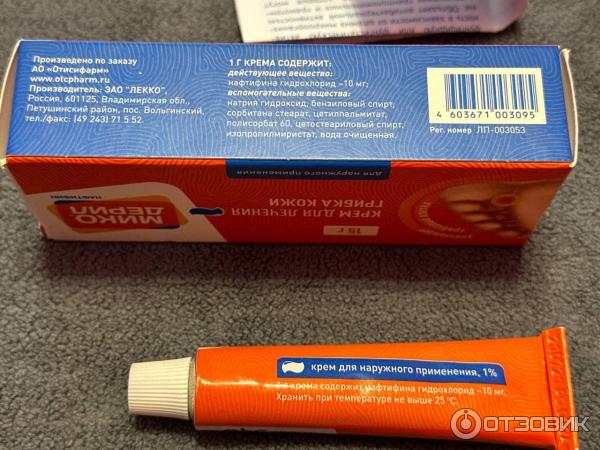 Произведено по заказу
АО «Отисифарм»
www.otcpharm.ru
Производитель: ЗАО "ЛЕККО".
Россия, 601125, Владимирская обл.,
Петушинский район, пос. Вольгинский,
тел./факс: (49 243) 71 5 52.
1 Г КРЕМА СОДЕРЖИТ:
действующее вещество:
нафтифина гидрохлорид –10 мг;
вспомогательные вещества:
натрия гидроксид, бензиловый спирт,
сорбитана стеарат, цетилпальмитат,
полисорбат 60, цетостеариловый спирт,
изопропилмиристат, вода очищенная.
4 603671 003095
Рег. номер ЛП-003053
для наружного применения
МИКО
ДЕРИЛ
НАФТИФИН
КРЕМ ДЛЯ ЛЕЧЕНИЯ
ГРИБКА КОЖИ
15 г
крем для наружного применения, 1%
1 г крема содержит: нафтифина гидрохлорид –10 мг.
Хранить при температуре не выше 25 °С.
ОТЗОВИК